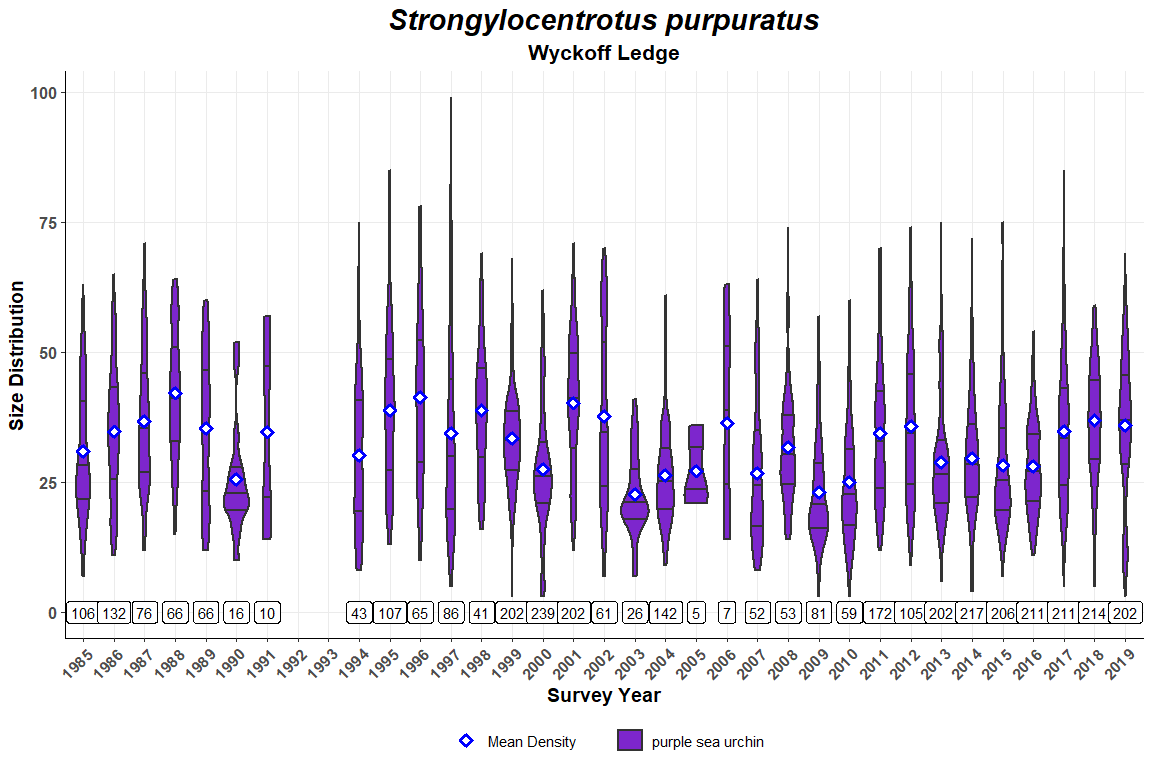 Strongylocentrotus purpuratus
Wyckoff Ledge
Size Distribution
100
75
50
25
0
106 132 76 66 66 16 10 43 107 65 86 41 202 239 202 61 26 142 5 7 52 53 81 59 172 105 202 217 206 211 211 214 202
1985 1986 1987 1988 1989 1990 1991 1992 1993 1994 1995 1996 1997 1998 1999 2000 2001 2002 2003 2004 2005 2006 2007 2008 2009 2010 2011 2012 2013 2014 2015 2016 2017 2018 2019
Survey Year
Mean Density purple sea urchin